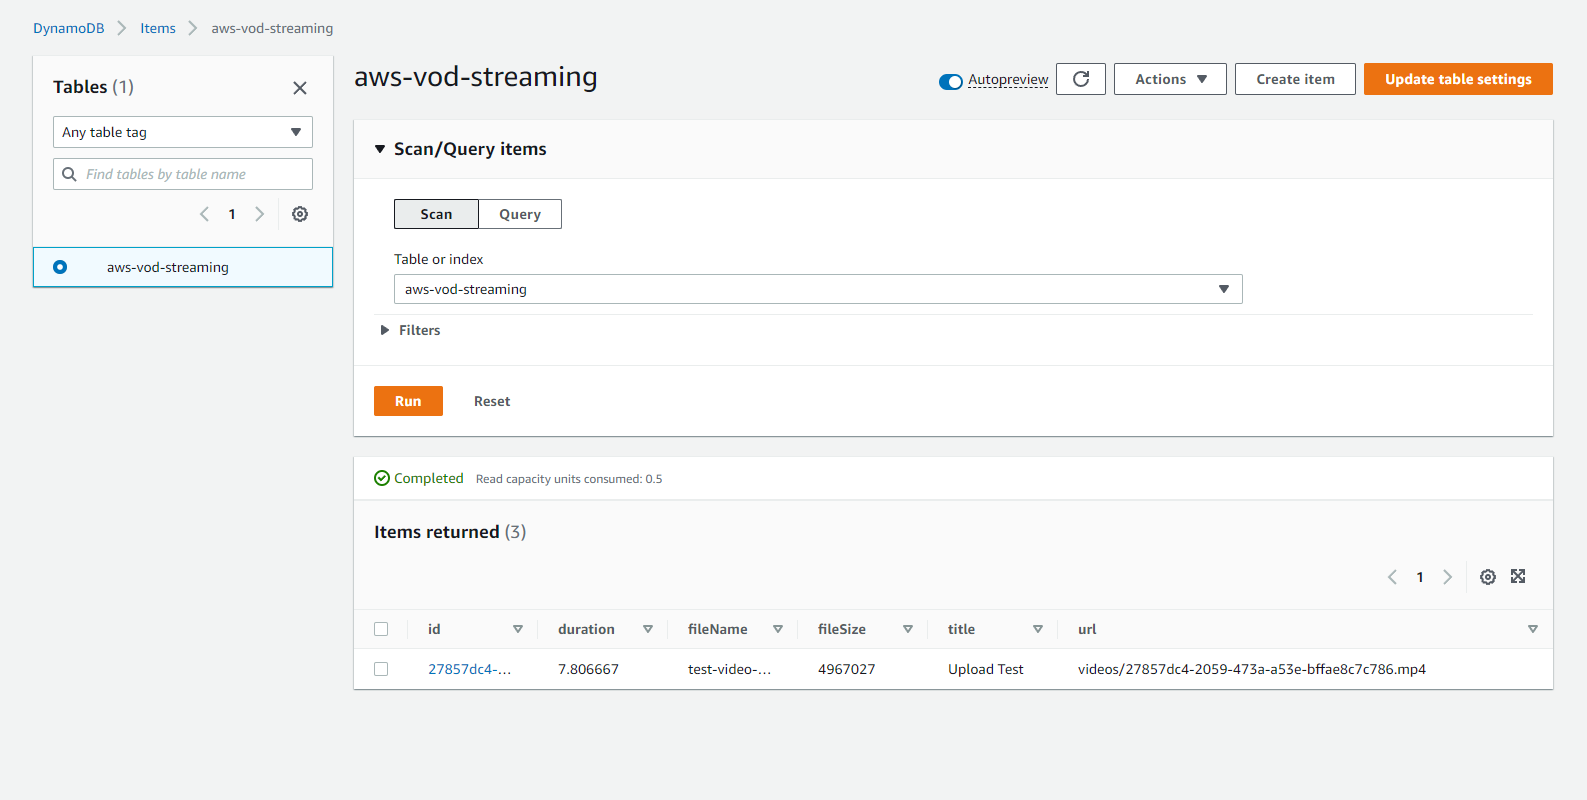 DynamoDB > Items > aws-vod-streaming
Tables (1)
Any table tag
Find tables by table name
1
aws-vod-streaming
aws-vod-streaming
Autopreview
Actions
Create item
Update table settings
Scan/Query items
Scan Query
Table or index
aws-vod-streaming
Filters
Run Reset
Completed Read capacity units consumed: 0.5
Items returned (3)
1
id duration fileName fileSize title url
27857dc4-... 7.806667 test-video-... 4967027 Upload Test videos/27857dc4-2059-473a-a53e-bffae8c7c786.mp4